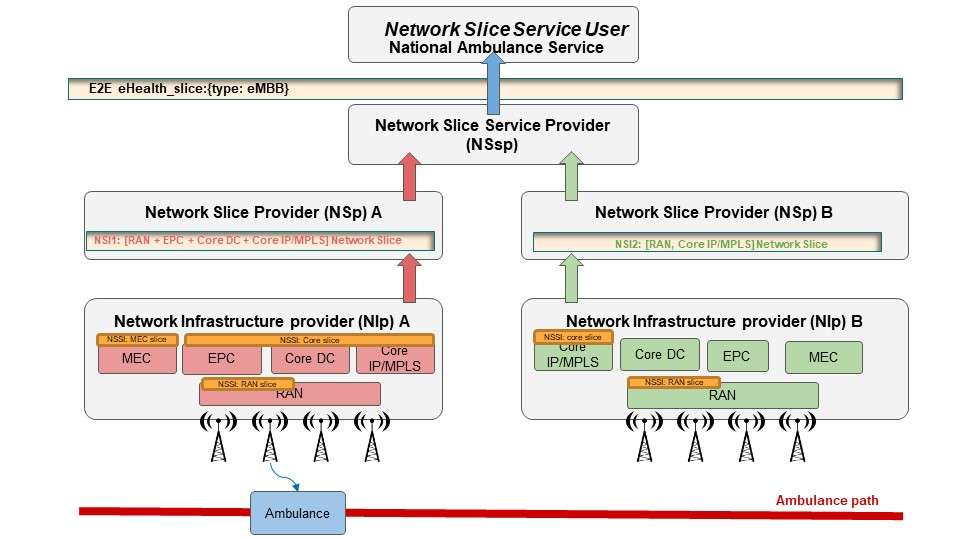 Network Slice Service User
National Ambulance Service
E2E eHealth_slice:{type: eMBB}
Network Slice Service Provider
(NSsp)
Network Slice Provider (NSp) A
NSI1: [RAN + EPC + Core DC + Core IP/MPLS] Network Slice
Network Slice Provider (NSp) B
NSI2: [RAN, Core IP/MPLS] Network Slice
Network Infrastructure provider (NIp) A
NSSI: MEC slice
NSSI: Core slice
MEC
EPC
Core DC
Core
IP/MPLS
NSSI: RAN slice
RAN
Network Infrastructure provider (NIp) B
NSSI: core slice
Core
IP/MPLS
Core DC
EPC
MEC
NSSI: RAN slice
RAN
Ambulance path
Ambulance